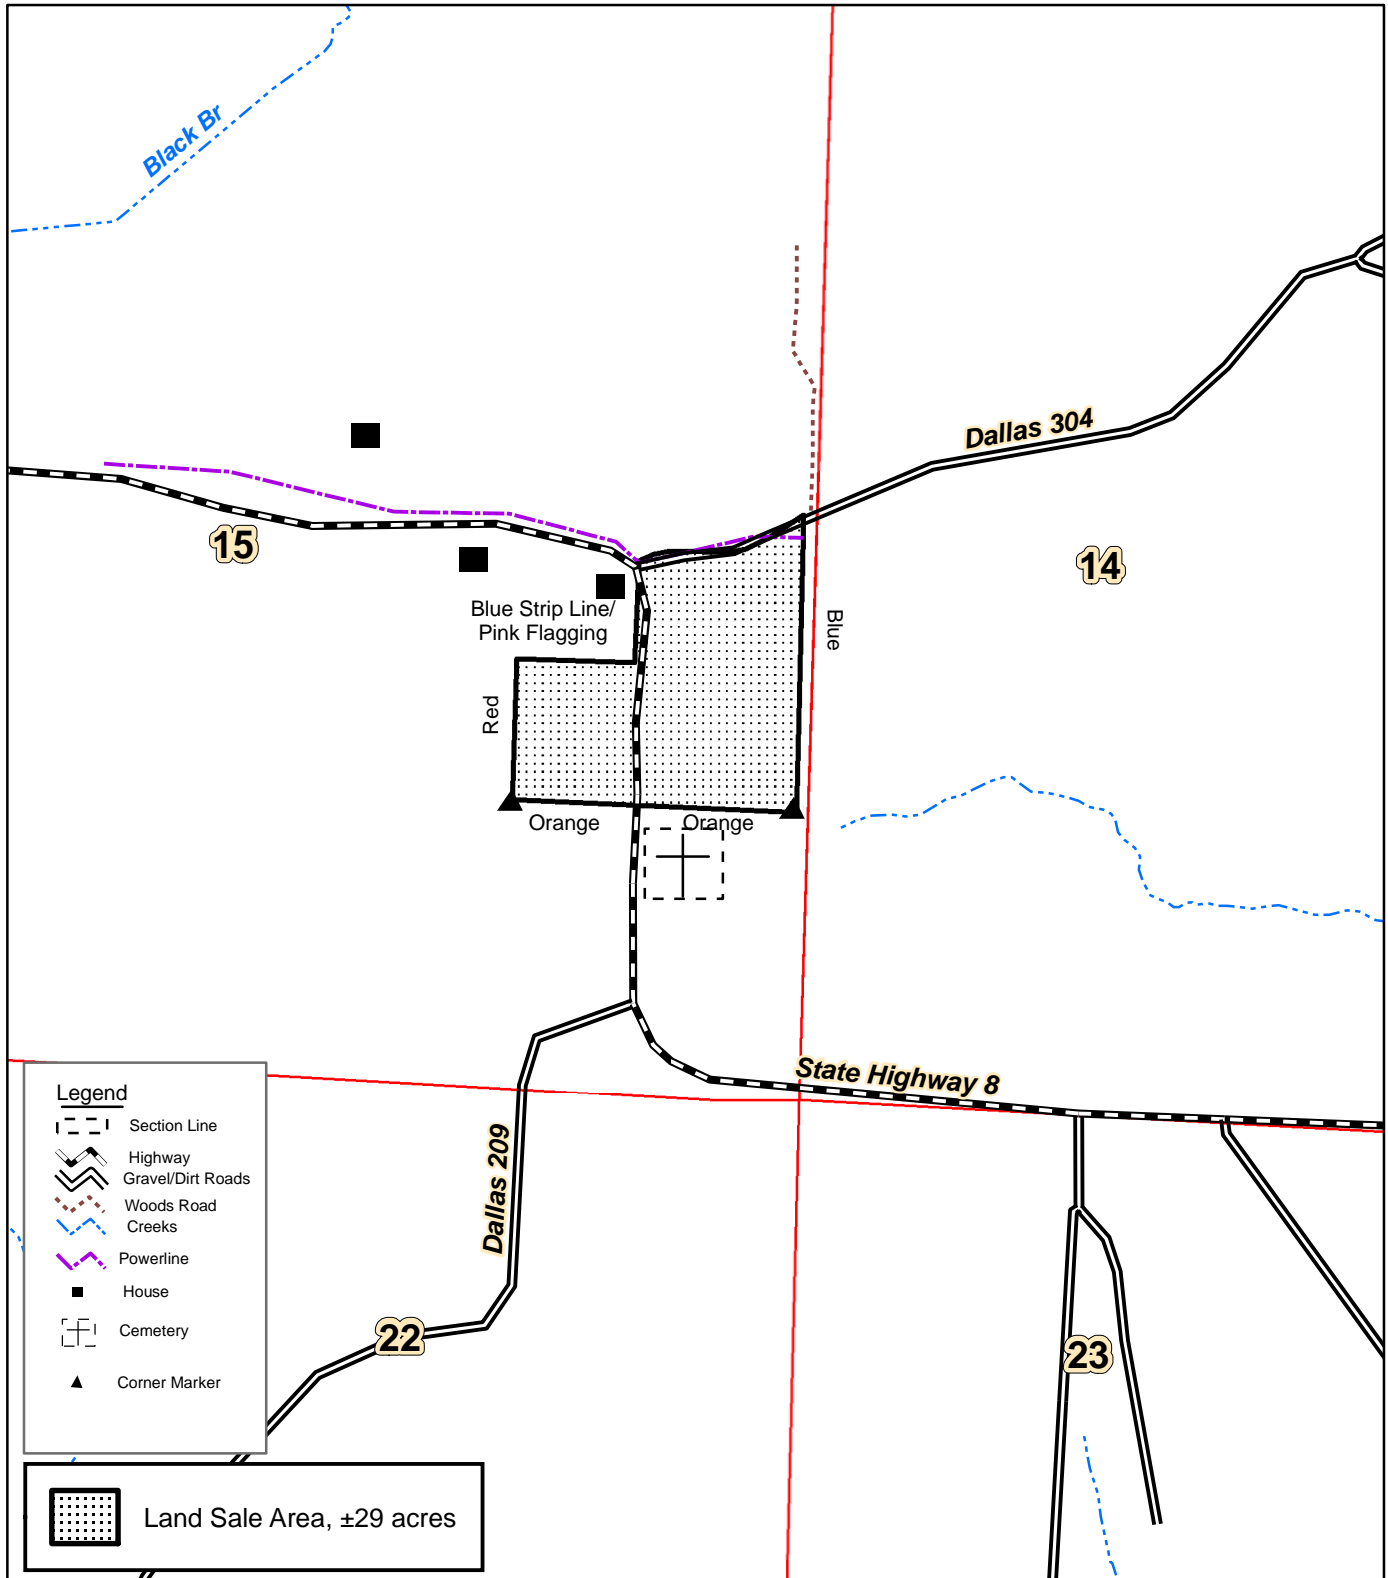 Black Br
Dallas 304
15
14
Blue Strip Line/
Pink Flagging
Blue
Red
Orange
Orange
State Highway 8
Dallas 209
22
23
Legend
Section Line
Highway
Gravel/Dirt Roads
Woods Road
Creeks
Powerline
House
Cemetery
Corner Marker
Land Sale Area, ±29 acres